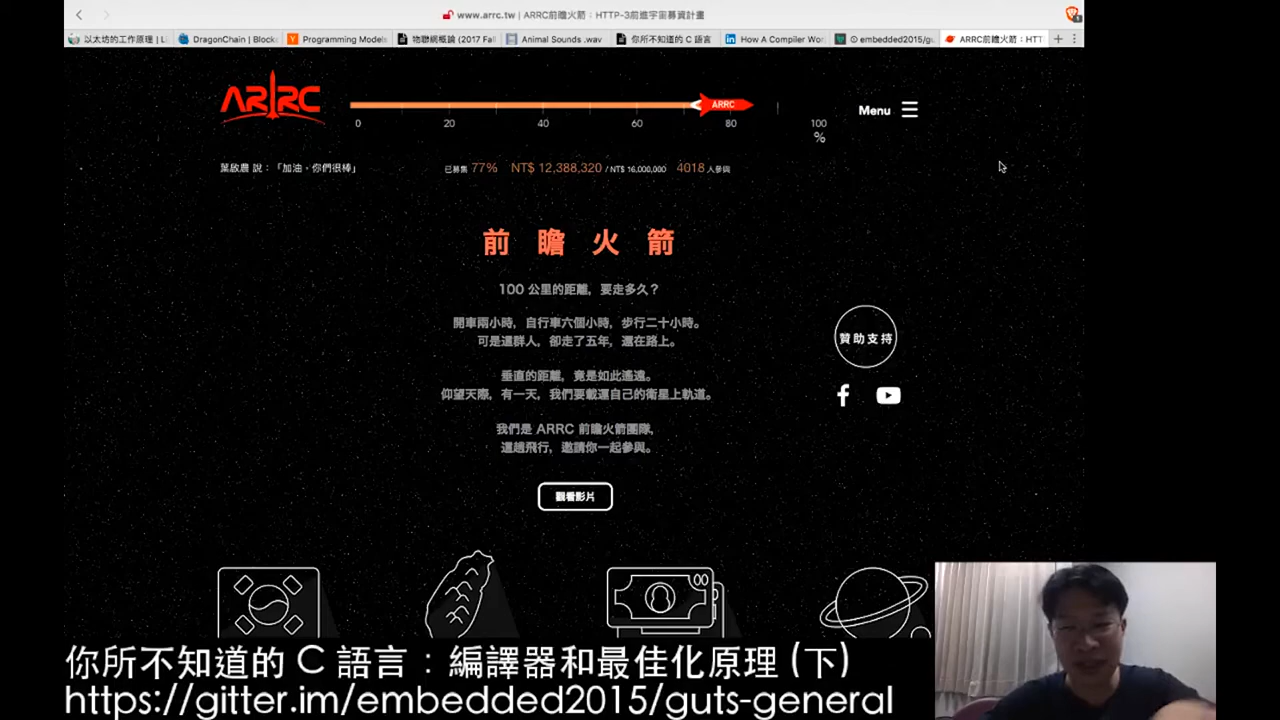 www.arrc.tw | ARRC前瞻火箭：HTTP-3前進宇宙募資計畫
以太坊的工作原理 | L
DragonChain | Block
Programming Models
物聯網概論 (2017 Fal
Animal Sounds .wav
你所不知道的 C 語言
How A Compiler Wo
embedded2015/gu
ARRC前瞻火箭：HTT
ARRC
ARRC
0 20 40 60 80 100
%
Menu
葉啟農 說：「加油，你們很棒」
已募集 77% NT$ 12,388,320 / NT$ 16,000,000 4018 人參與
前瞻火箭
100 公里的距離，要走多久？
開車兩小時，自行車六個小時，步行二十小時。
可是這群人，卻走了五年，還在路上。
垂直的距離，竟是如此遙遠。
仰望天際，有一天，我們要載運自己的衛星上軌道。
我們是 ARRC 前瞻火箭團隊，
這趟飛行，邀請你一起參與。
贊助支持
觀看影片
你所不知道的 C 語言：編譯器和最佳化原理 (下)
https://gitter.im/embedded2015/guts-general